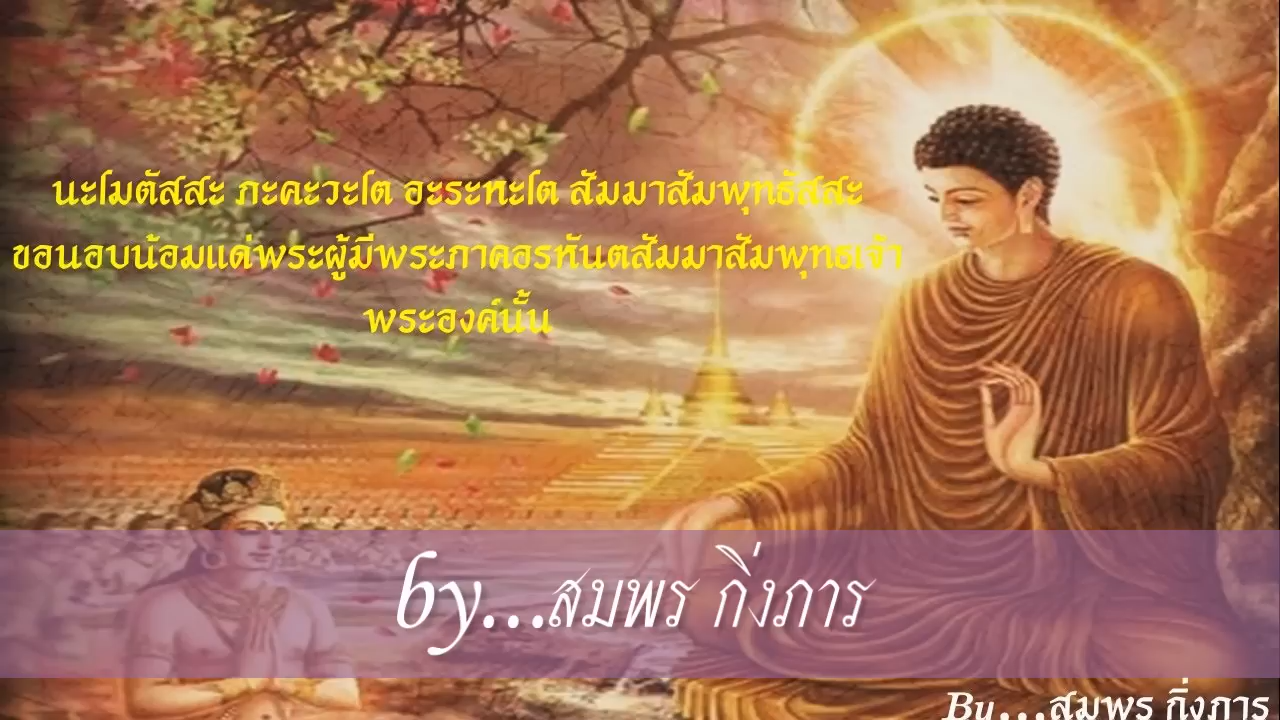 นะโมตัสสะ ภะคะวะโต อะระหะโต สัมมาสัมพุทธัสสะ
ขอนอบน้อมแด่พระผู้มีพระภาคอรหันตสัมมาสัมพุทธเจ้า
พระองค์นั้น
by...สมพร กิ่งภาร
By...สมพร กิ่งภาร